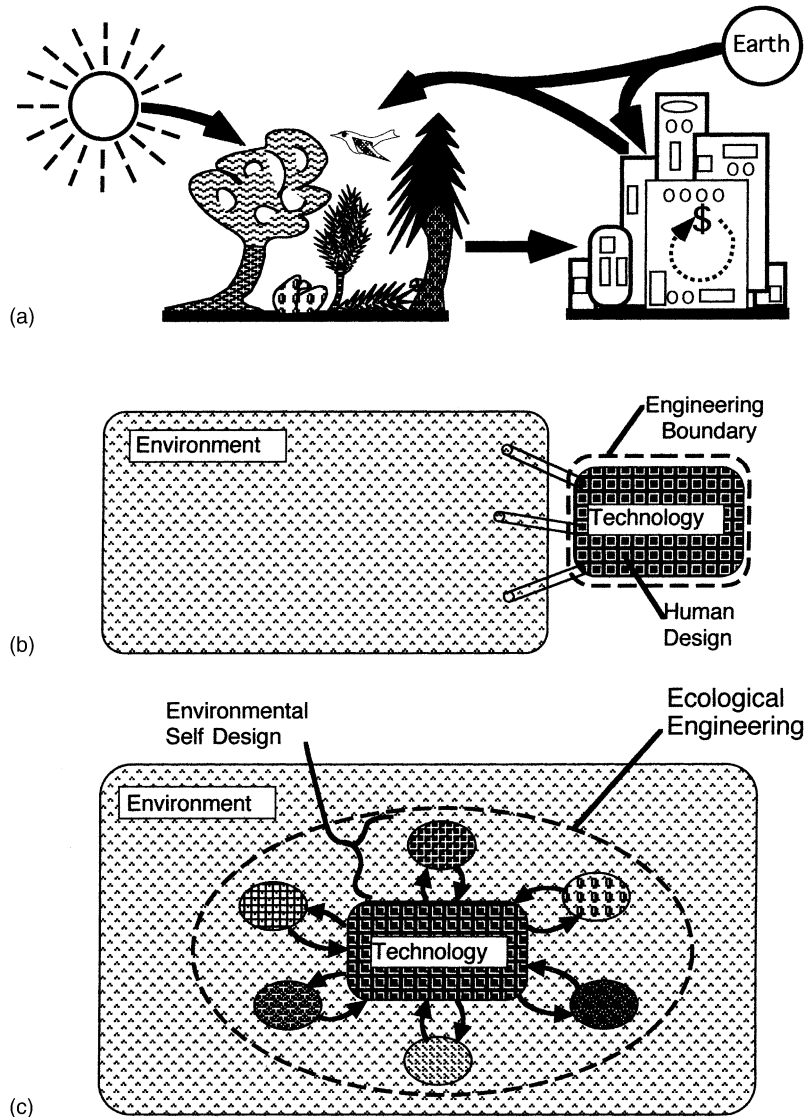 Earth
$
(a)
Environment
Engineering
Boundary
Technology
Human
Design
(b)
Environmental
Self Design
Ecological
Engineering
Environment
Technology
(c)